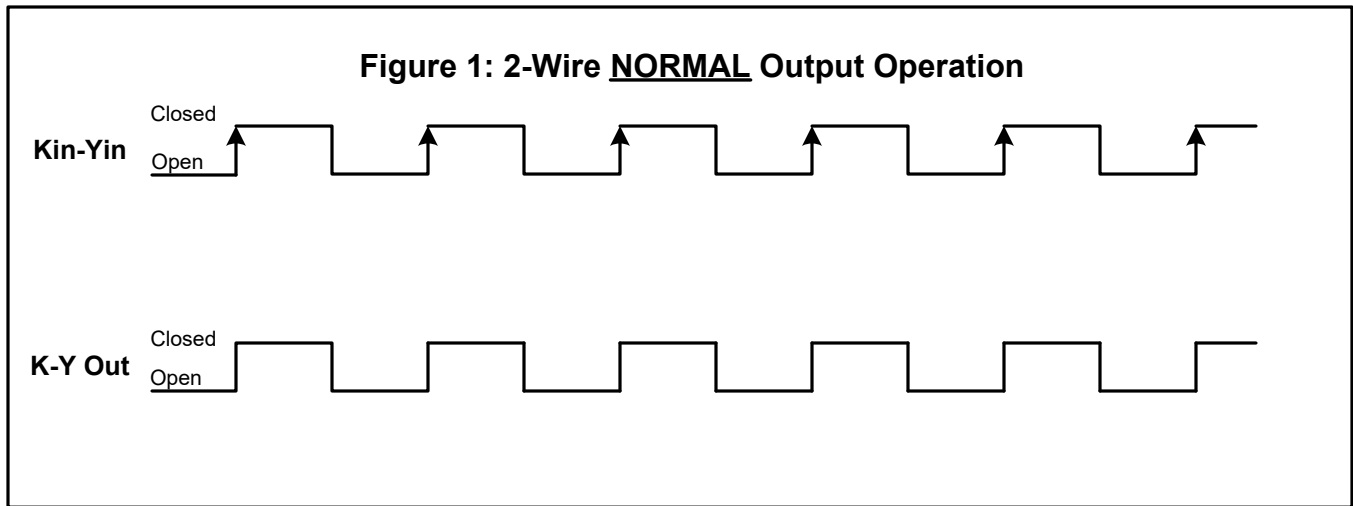 Figure 1: 2-Wire NORMAL Output Operation
Closed
Kin-Yin
Open
Closed
K-Y Out
Open